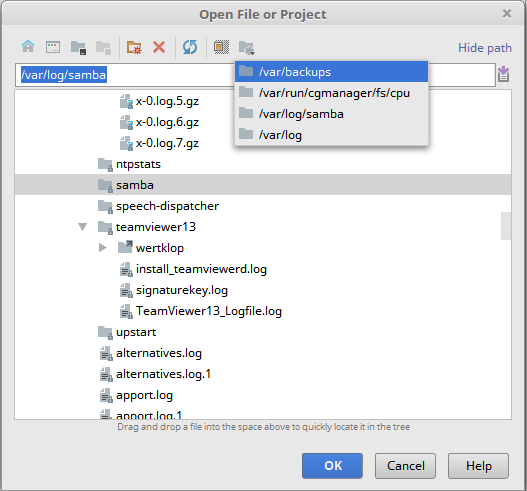 Open File or Project
Hide path
/var/log/samba
/var/backups
/var/run/cgmanager/fs/cpu
/var/log/samba
/var/log
x-0.log.5.gz
x-0.log.6.gz
x-0.log.7.gz
ntpstats
samba
speech-dispatcher
teamviewer13
wertklop
install_teamviewerd.log
signaturekey.log
TeamViewer13_Logfile.log
upstart
alternatives.log
alternatives.log.1
apport.log
apport.log.1
Drag and drop a file into the space above to quickly locate it in the tree
OK
Cancel
Help